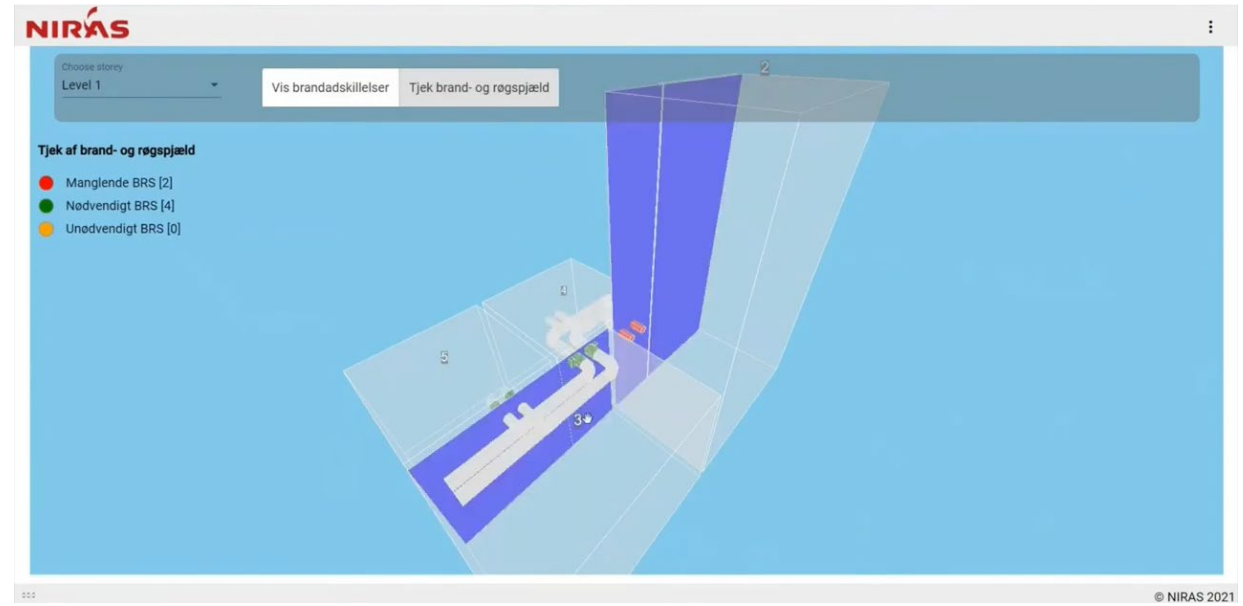 NIRAS
Choose storey
Level 1
Vis brandadskillelser
Tjek brand- og røgspjæld
2
Tjek af brand- og røgspjæld
Manglende BRS [2]
Nødvendigt BRS [4]
Unødvendigt BRS [0]
4
5
3
© NIRAS 2021